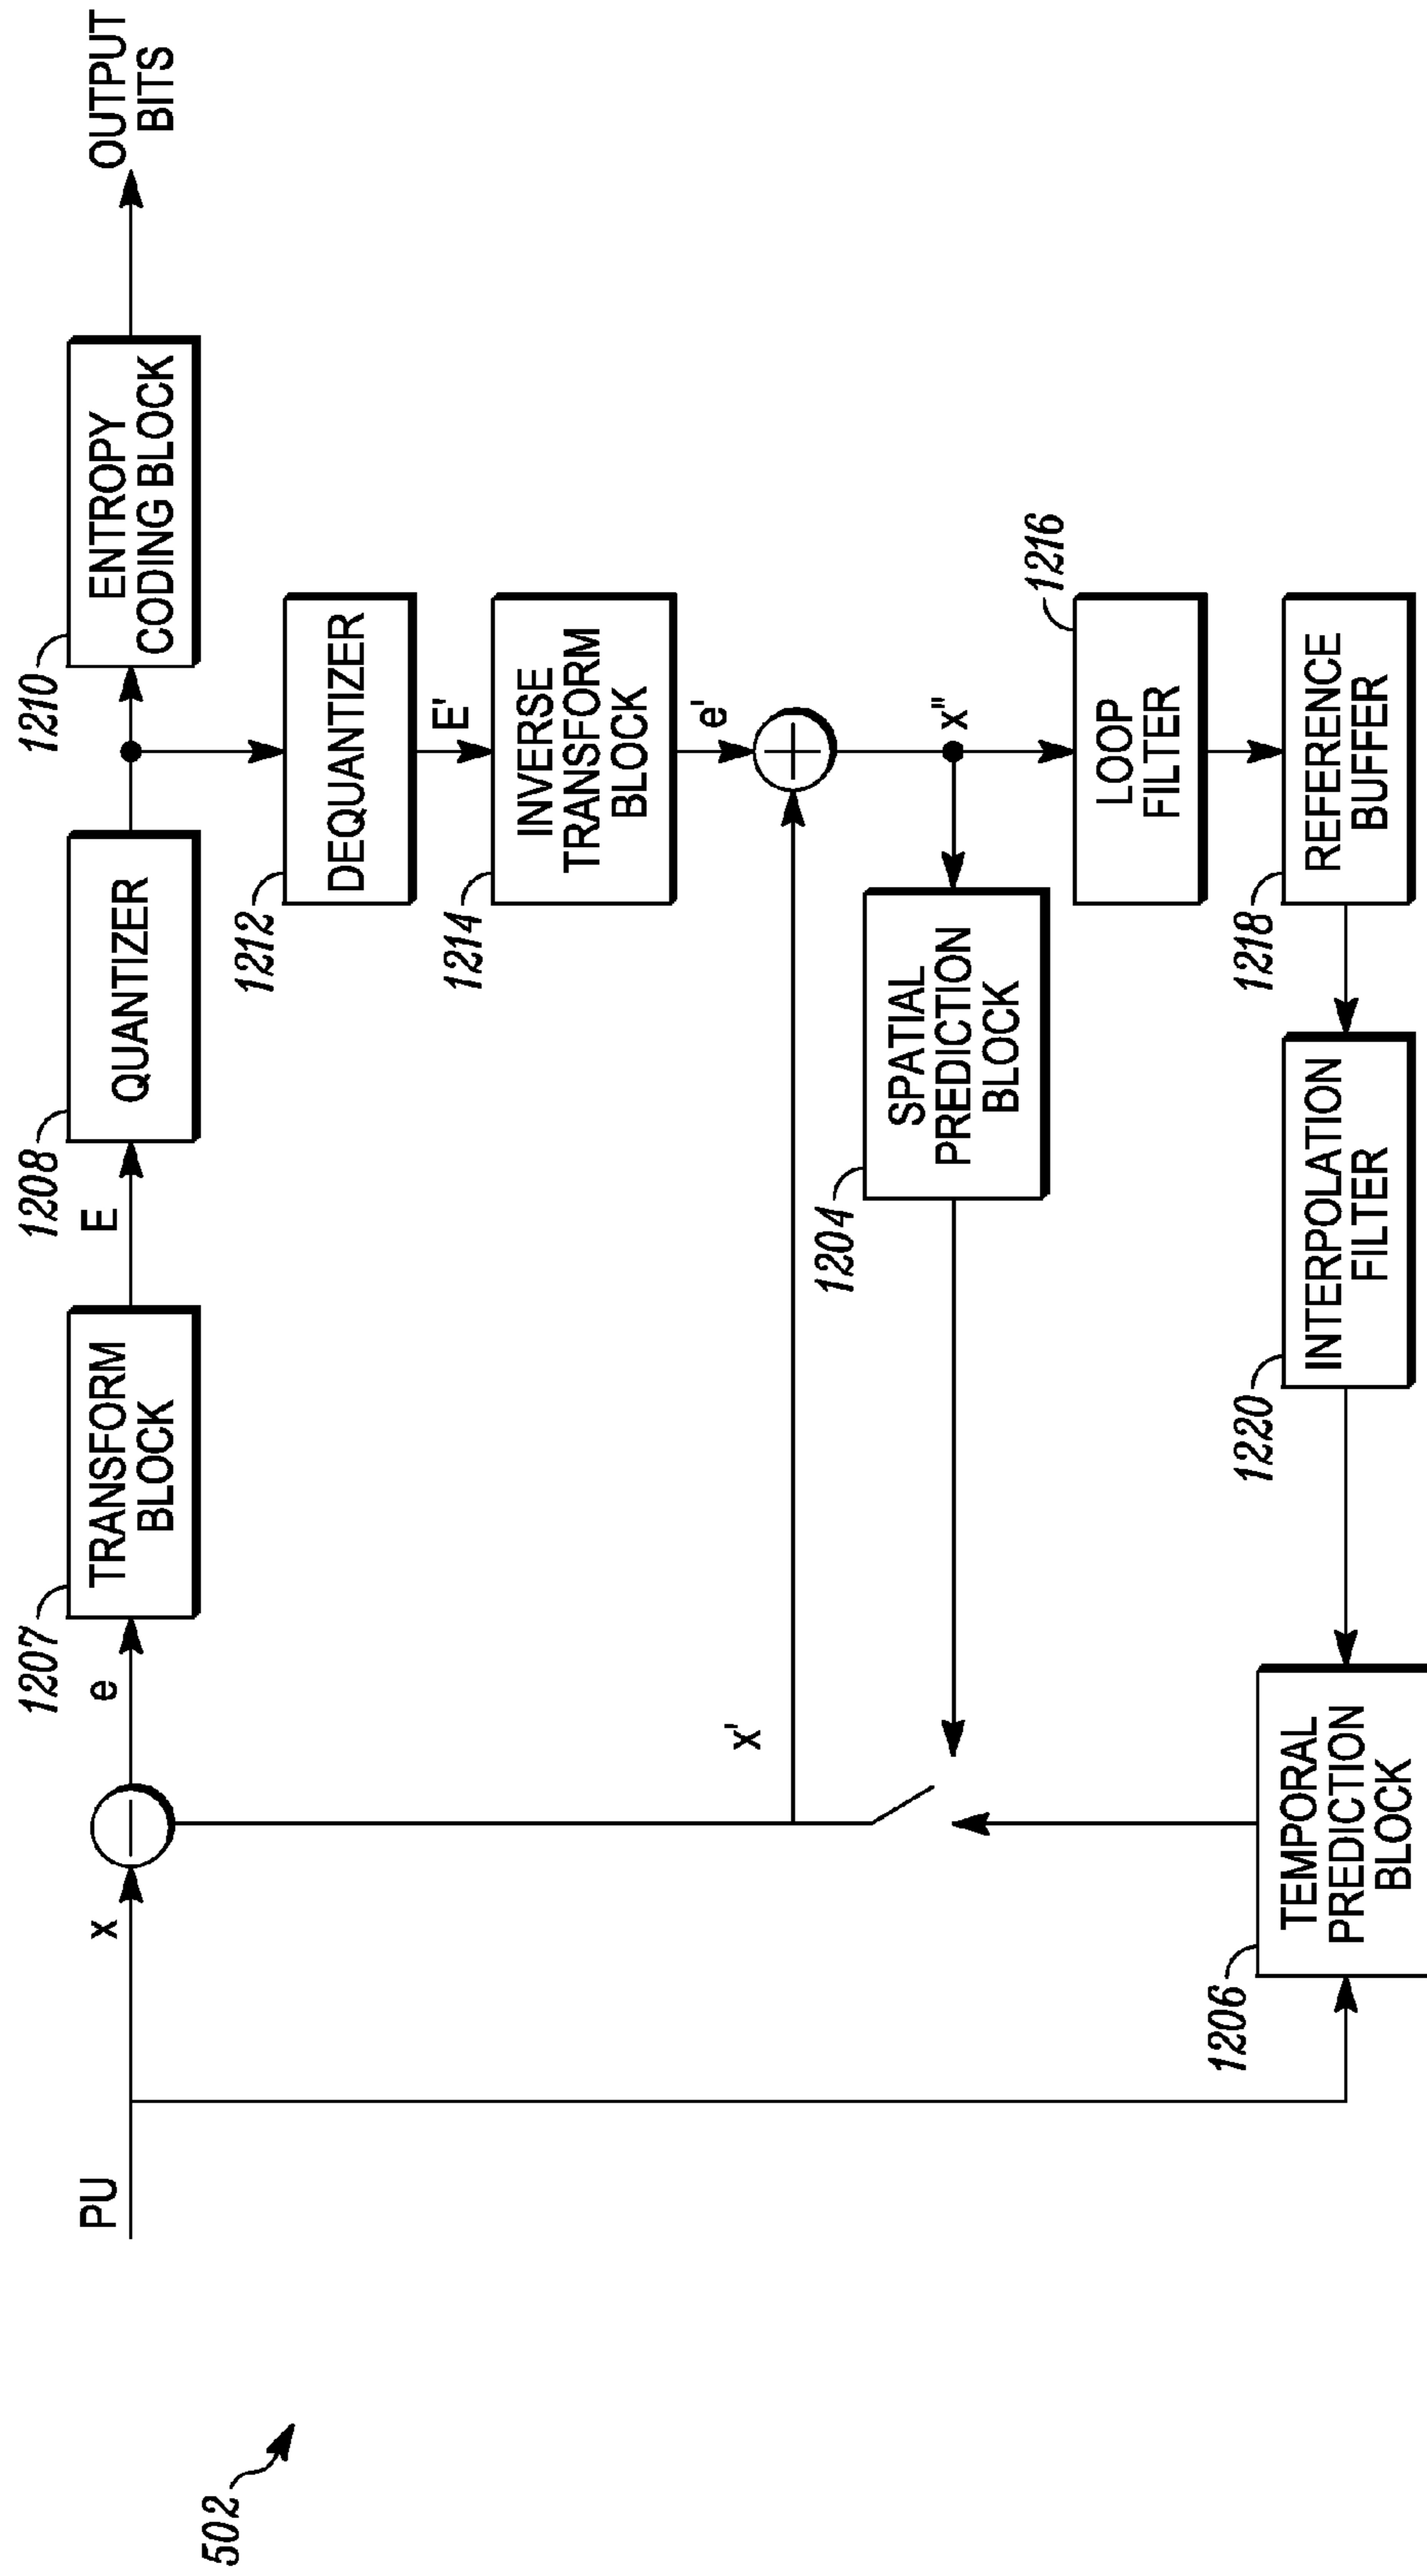 502
PU
x
e
1207
TRANSFORM
BLOCK
E
1208
QUANTIZER
1210
ENTROPY
CODING BLOCK
OUTPUT
BITS
1212
DEQUANTIZER
E'
1214
INVERSE
TRANSFORM
BLOCK
e'
x'
1204
SPATIAL
PREDICTION
BLOCK
x"
1216
LOOP
FILTER
1206
TEMPORAL
PREDICTION
BLOCK
1220
INTERPOLATION
FILTER
1218
REFERENCE
BUFFER